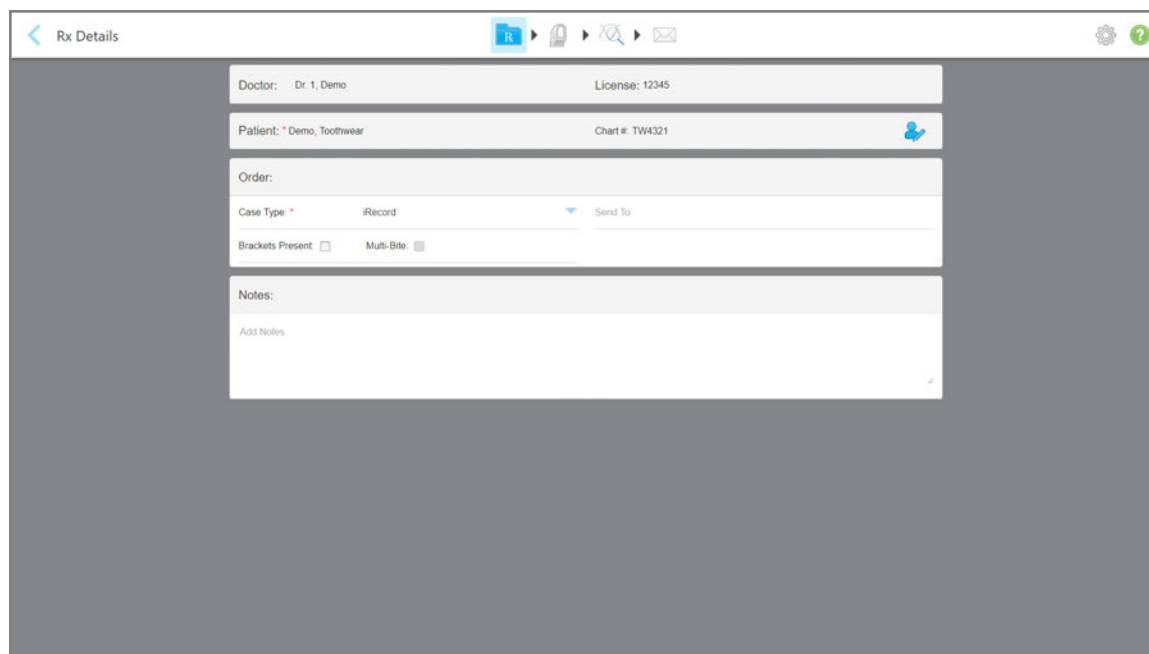 Rx Details
R
?
Doctor: Dr. 1, Demo License: 12345
Patient: * Demo, Toothwear Chart #: TW4321
Order:
Case Type: * iRecord Send To:
Brackets Present: Multi-Bite:
Notes:
Add Notes